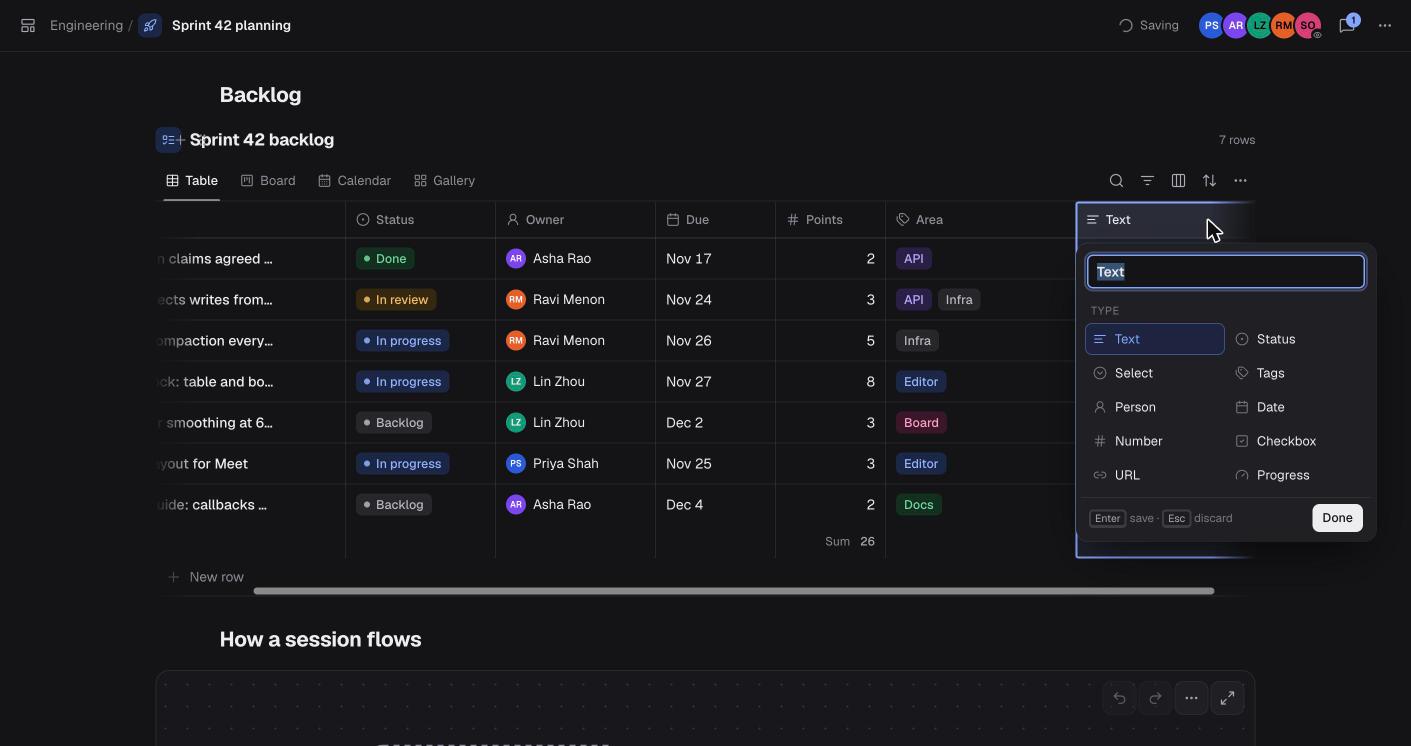 Engineering / Sprint 42 planning
Saving
PS AR LZ RM SO
1
Backlog
Sprint 42 backlog
7 rows
Table Board Calendar Gallery
Status Owner Due Points Area Text
claims agreed ... Done AR Asha Rao Nov 17 2 API
writes from... In review RM Ravi Menon Nov 24 3 API Infra
every... In progress RM Ravi Menon Nov 26 5 Infra
table and bo... In progress LZ Lin Zhou Nov 27 8 Editor
smoothing at 6... Backlog LZ Lin Zhou Dec 2 3 Board
for Meet In progress PS Priya Shah Nov 25 3 Editor
callbacks ... Backlog AR Asha Rao Dec 4 2 Docs
Sum 26
New row
Text
TYPE
Text Status
Select Tags
Person Date
Number Checkbox
URL Progress
Enter save · Esc discard Done
How a session flows